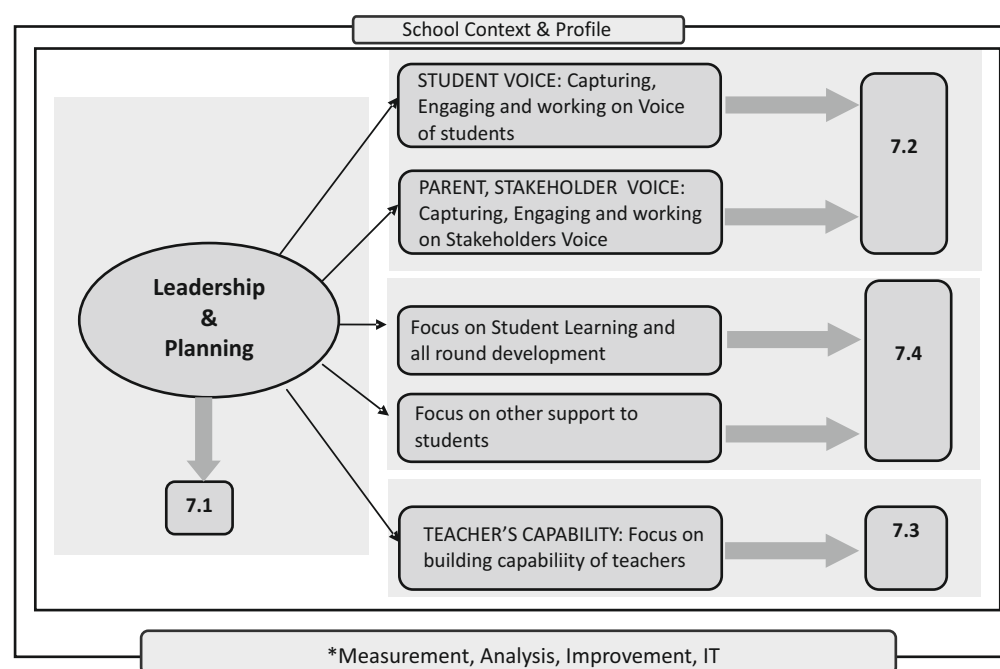 School Context & Profile
STUDENT VOICE: Capturing,
Engaging and working on Voice
of students
7.2
PARENT, STAKEHOLDER VOICE:
Capturing, Engaging and working
on Stakeholders Voice
Leadership
&
Planning
Focus on Student Learning and
all round development
7.4
Focus on other support to
students
7.1
TEACHER'S CAPABILITY: Focus on
building capabiliity of teachers
7.3
*Measurement, Analysis, Improvement, IT